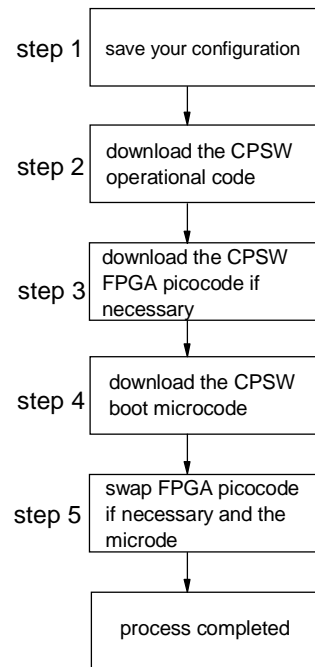 step 1
save your configuration
step 2
download the CPSW
operational code
step 3
download the CPSW
FPGA picocode if
necessary
step 4
download the CPSW
boot microcode
step 5
swap FPGA picocode
if necessary and the
microde
process completed